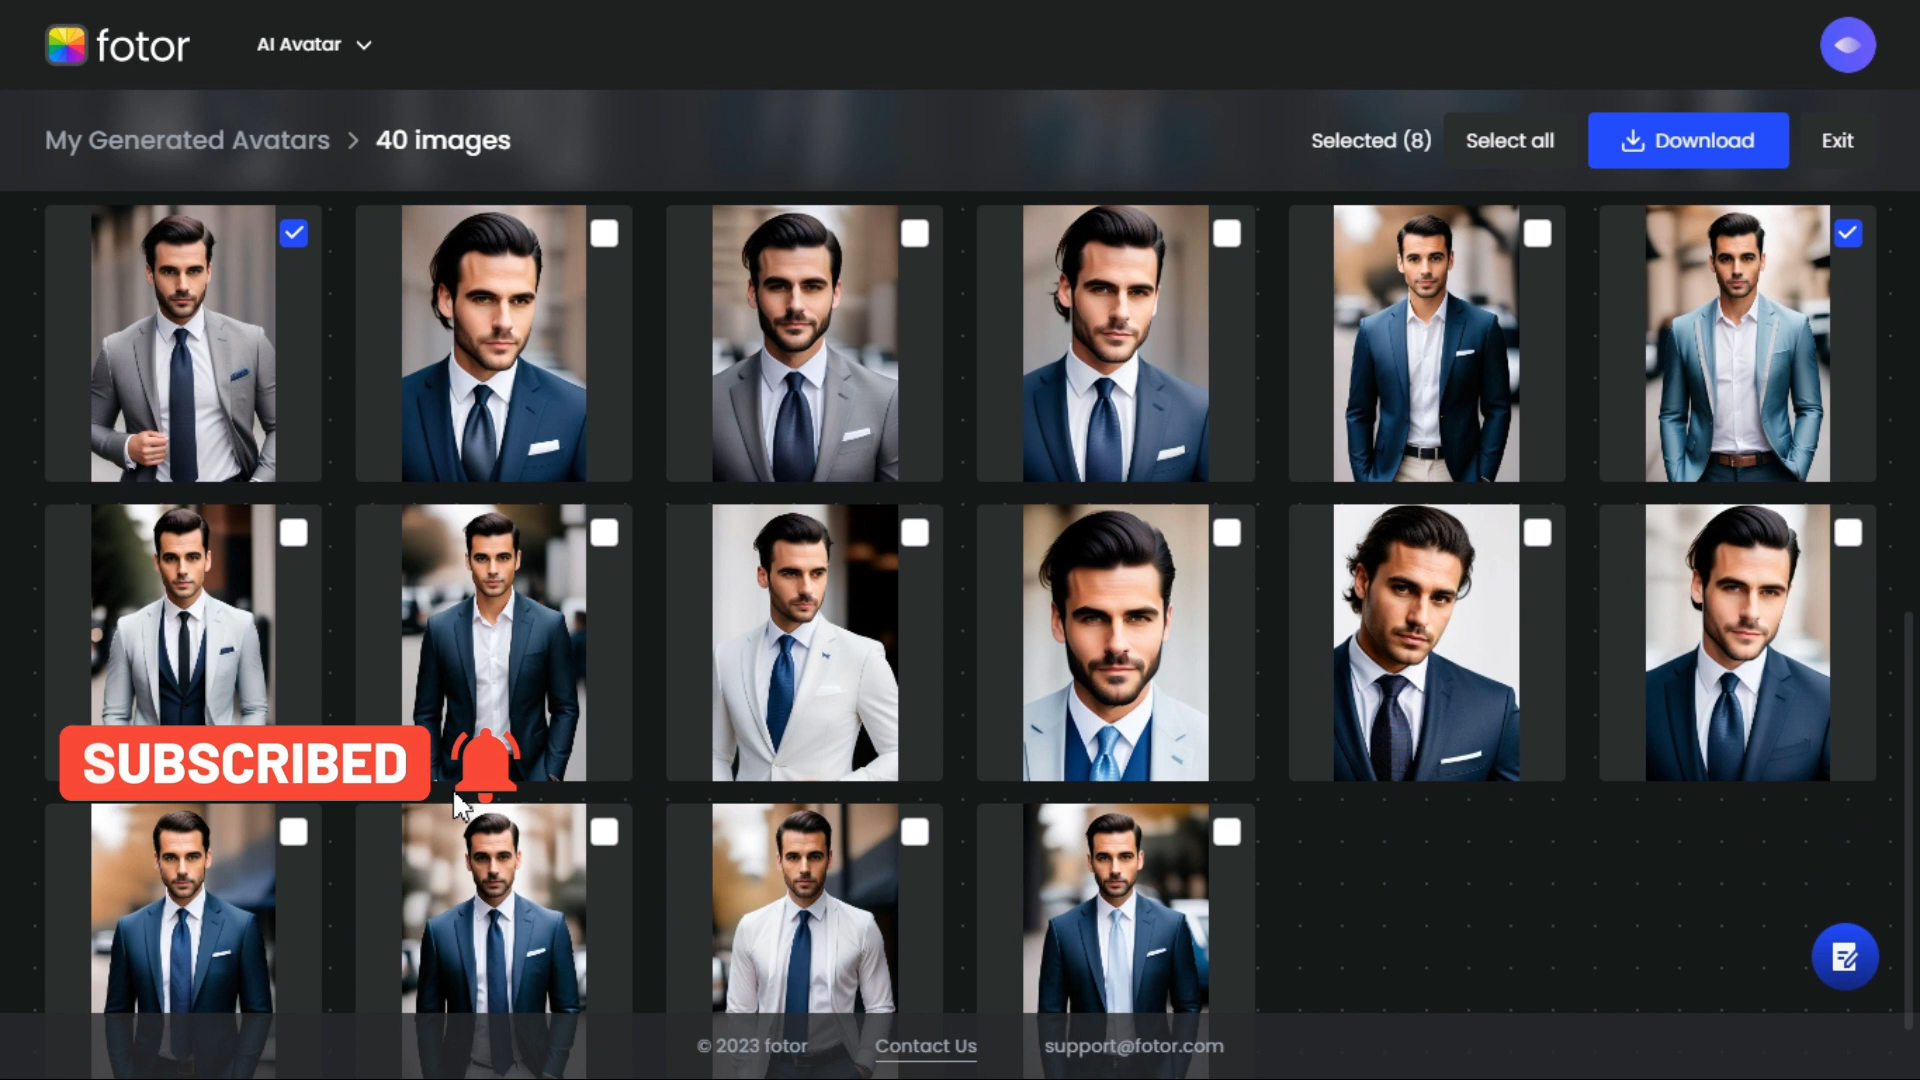 fotor
AI Avatar
My Generated Avatars > 40 images
Selected (8)
Select all
Download
Exit
SUBSCRIBED
© 2023 fotor
Contact Us
support@fotor.com